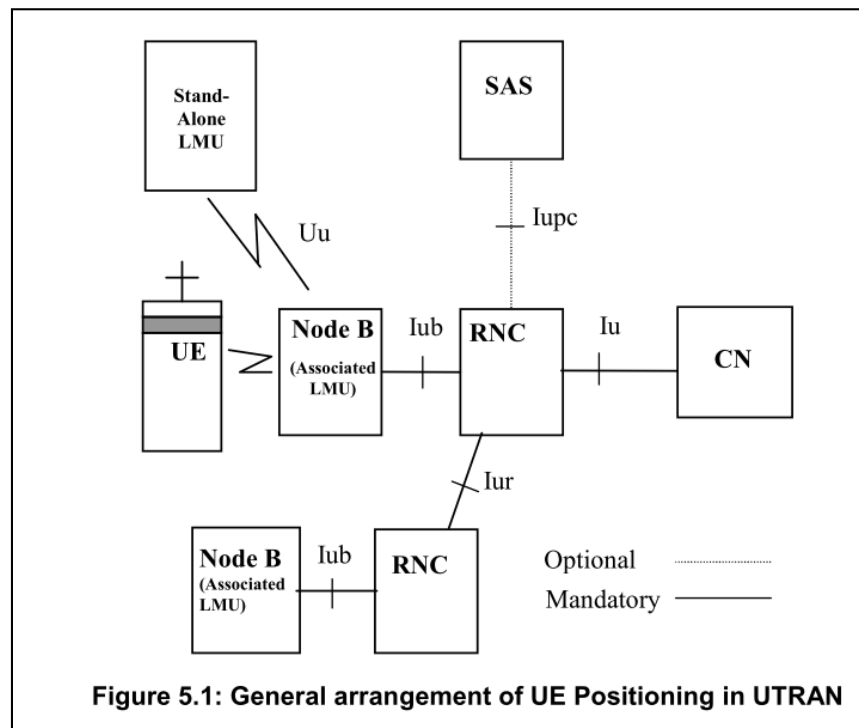 Stand-
Alone
LMU
SAS
Uu
Iupc
UE
Node B
(Associated
LMU)
Iub
RNC
Iu
CN
Iur
Node B
(Associated
LMU)
Iub
RNC
Optional
Mandatory
Figure 5.1: General arrangement of UE Positioning in UTRAN